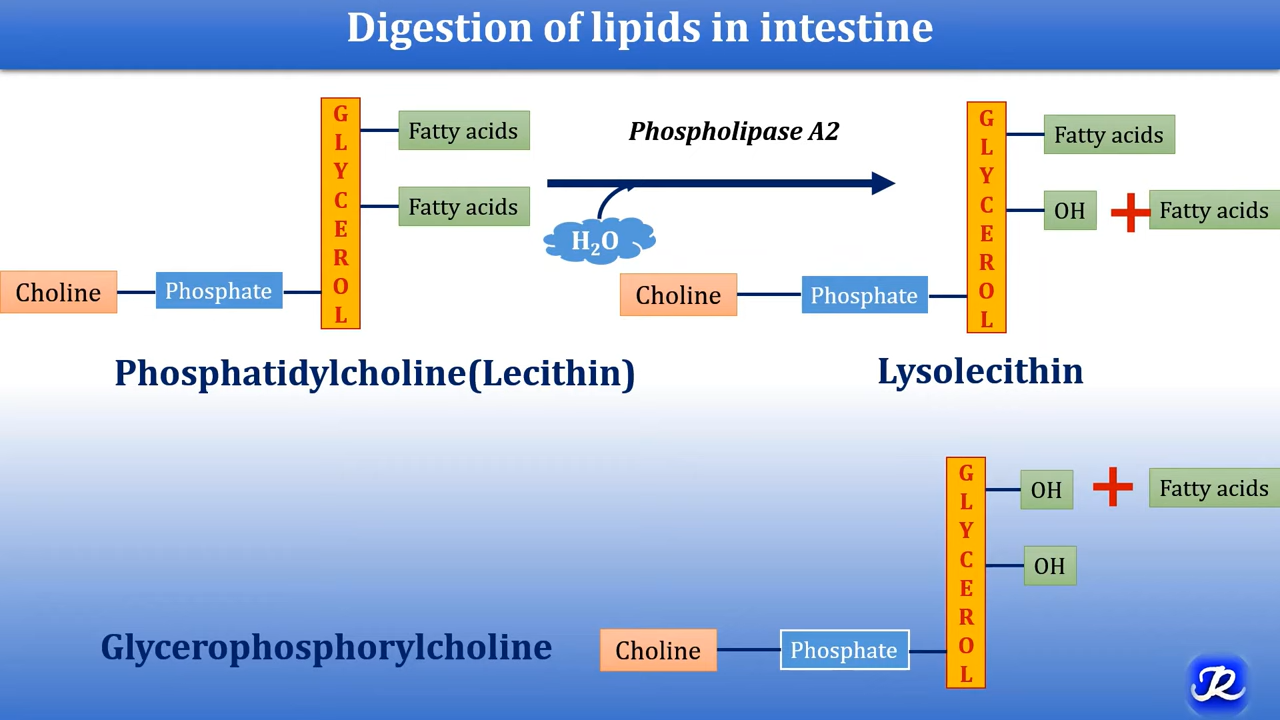 Digestion of lipids in intestine
GLYCEROL
Fatty acids
Fatty acids
Choline
Phosphate
Phosphatidylcholine(Lecithin)
Phospholipase A2
H₂O
GLYCEROL
Fatty acids
OH
+
Fatty acids
Choline
Phosphate
Lysolecithin
GLYCEROL
OH
+
Fatty acids
OH
Glycerophosphorylcholine
Choline
Phosphate
JR